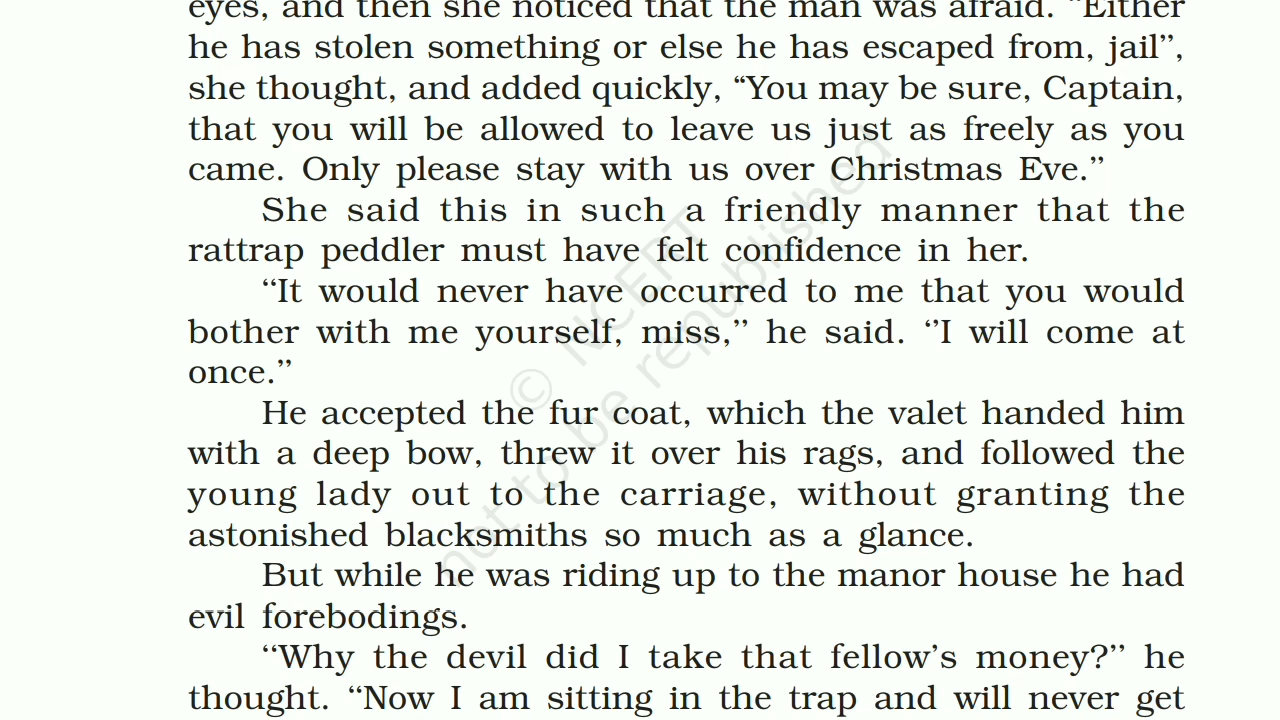 eyes, and then she noticed that the man was afraid. “Either
he has stolen something or else he has escaped from, jail”,
she thought, and added quickly, “You may be sure, Captain,
that you will be allowed to leave us just as freely as you
came. Only please stay with us over Christmas Eve.”
She said this in such a friendly manner that the
rattrap peddler must have felt confidence in her.
“It would never have occurred to me that you would
bother with me yourself, miss,” he said. ‘’I will come at
once.”
He accepted the fur coat, which the valet handed him
with a deep bow, threw it over his rags, and followed the
young lady out to the carriage, without granting the
astonished blacksmiths so much as a glance.
But while he was riding up to the manor house he had
evil forebodings.
“Why the devil did I take that fellow’s money?” he
thought. “Now I am sitting in the trap and will never get
© NCERT
not to be republished